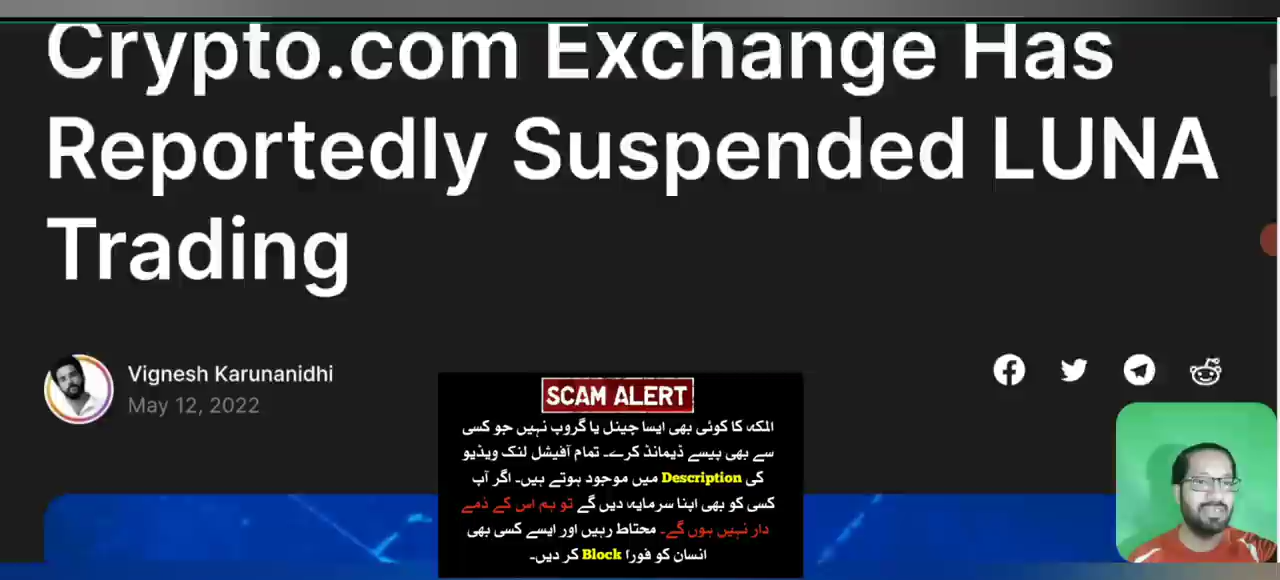 Crypto.com Exchange Has
Reportedly Suspended LUNA
Trading
Vignesh Karunanidhi
May 12, 2022
SCAM ALERT
المکہ کا کوئی بھی ایسا چینل یا گروپ نہیں جو کسی
سے بھی پیسے ڈیمانڈ کرے۔ تمام آفیشل لنک ویڈیو
کی Description میں موجود ہوتے ہیں۔ اگر آپ
کسی کو بھی اپنا سرمایہ دیں گے تو ہم اس کے ذمے
دار نہیں ہوں گے۔ محتاط رہیں اور ایسے کسی بھی
انسان کو فورا Block کر دیں۔